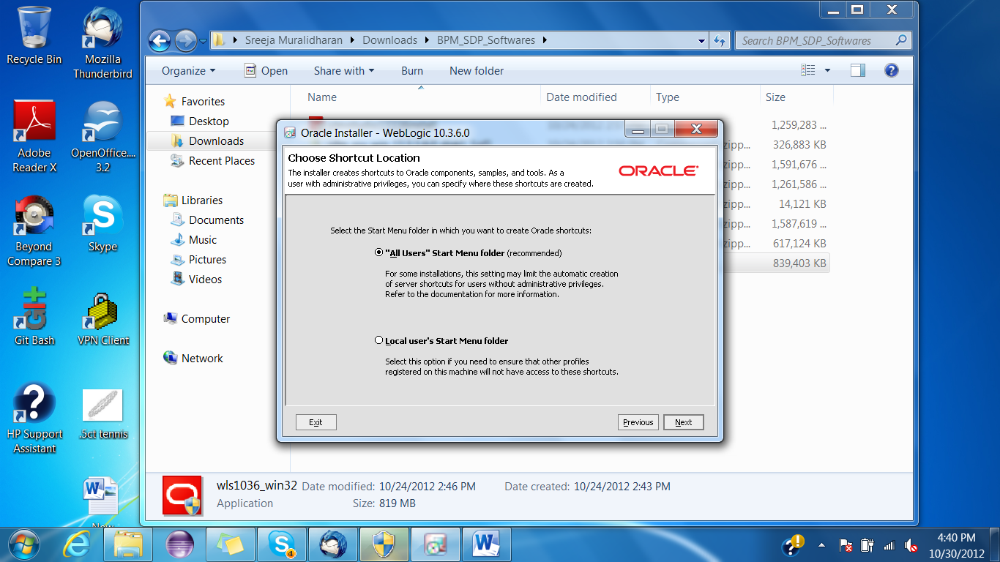 Recycle Bin
Mozilla
Thunderbird
Adobe
Reader X
OpenOffice....
3.2
Beyond
Compare 3
Skype
Git Bash
VPN Client
HP Support
Assistant
.5ct tennis
Sreeja Muralidharan
Downloads
BPM_SDP_Softwares
Search BPM_SDP_Softwares
Organize
Open
Share with
Burn
New folder
Favorites
Desktop
Downloads
Recent Places
Libraries
Documents
Music
Pictures
Videos
Computer
Network
Name
Date modified
Type
Size
1,259,283 ...
zipp... 326,883 KB
zipp... 1,591,676 ...
zipp... 1,261,586 ...
zipp... 14,121 KB
zipp... 1,587,619 ...
zipp... 617,124 KB
839,403 KB
Oracle Installer - WebLogic 10.3.6.0
Choose Shortcut Location
The installer creates shortcuts to Oracle components, samples, and tools. As a
user with administrative privileges, you can specify where these shortcuts are created.
ORACLE
Select the Start Menu folder in which you want to create Oracle shortcuts:
"All Users" Start Menu folder (recommended)
For some installations, this setting may limit the automatic creation
of server shortcuts for users without administrative privileges.
Refer to the documentation for more information.
Local user's Start Menu folder
Select this option if you need to ensure that other profiles
registered on this machine will not have access to these shortcuts.
Exit
Previous
Next
wls1036_win32 Date modified: 10/24/2012 2:46 PM Date created: 10/24/2012 2:43 PM
Application Size: 819 MB
4
4:40 PM
10/30/2012